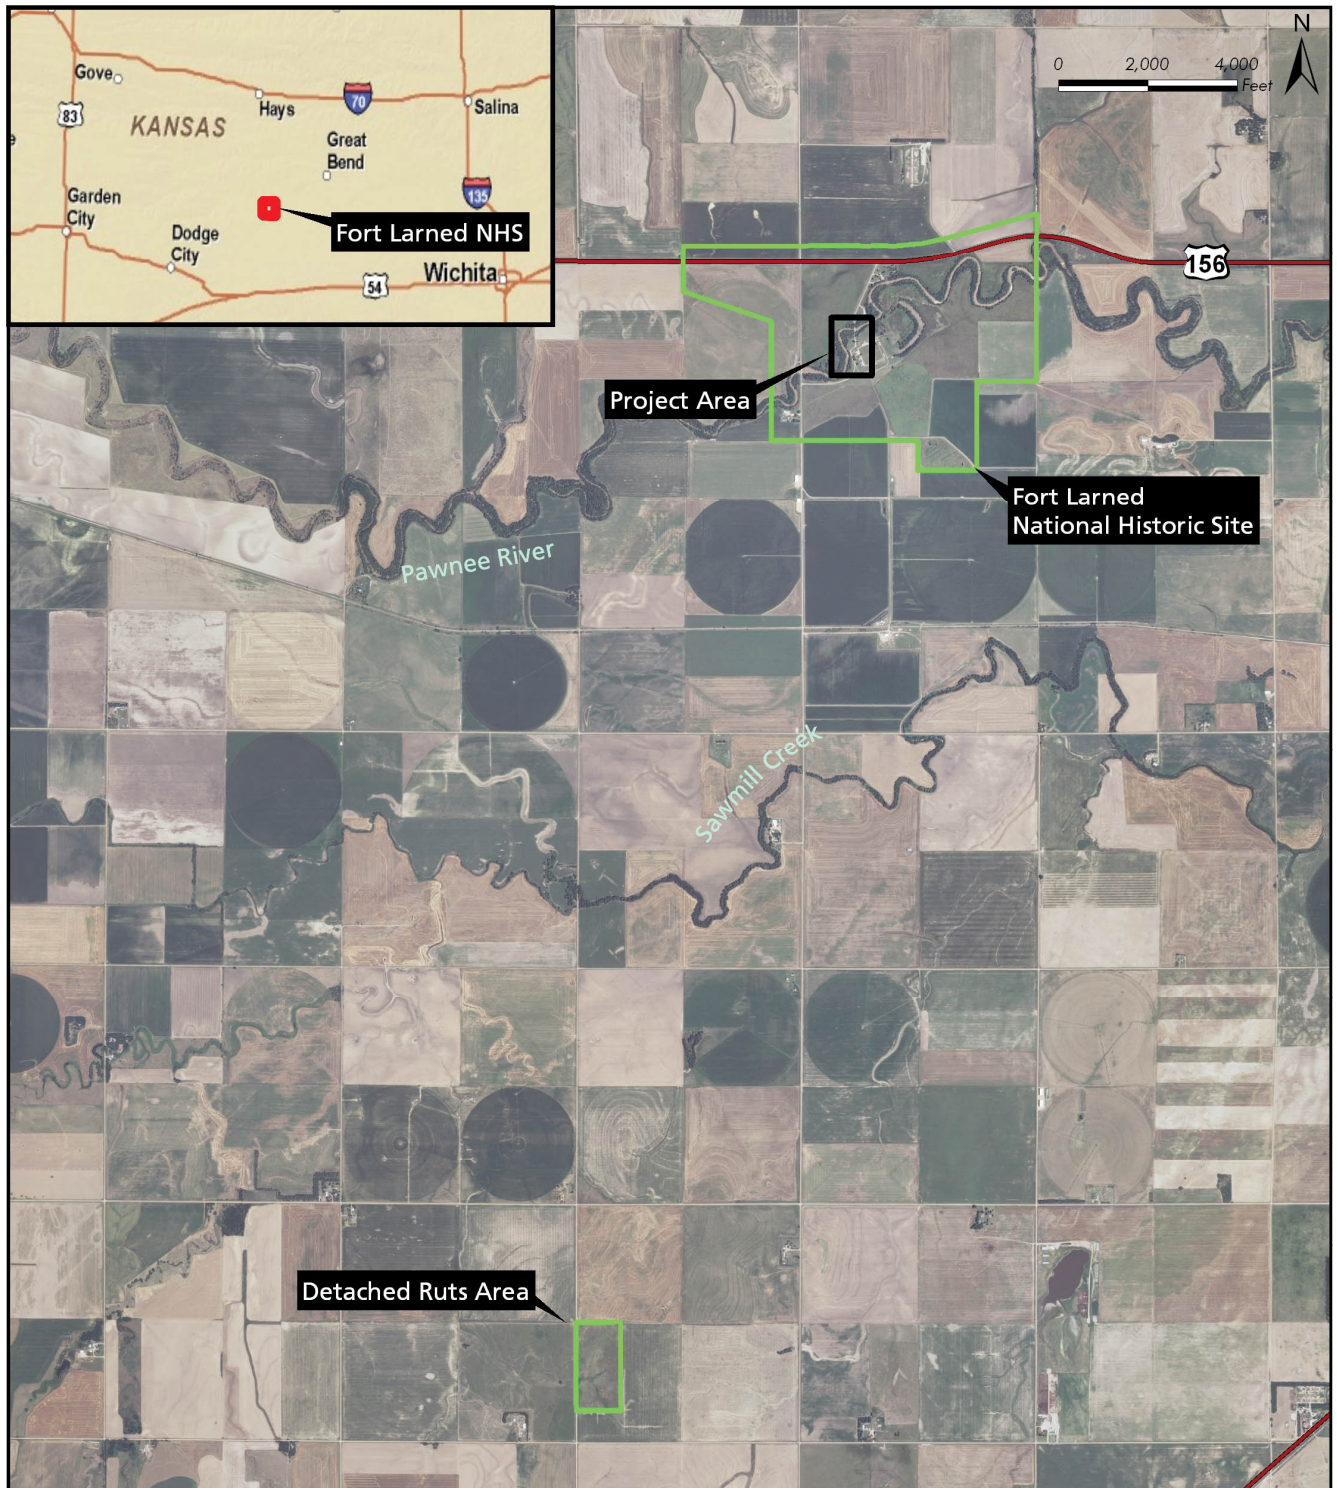 Gove
83
KANSAS
Hays
70
Salina
Great
Bend
135
Garden
City
Dodge
City
Fort Larned NHS
Wichita
54
N
0 2,000 4,000
Feet
156
Project Area
Fort Larned
National Historic Site
Pawnee River
Sawmill Creek
Detached Ruts Area